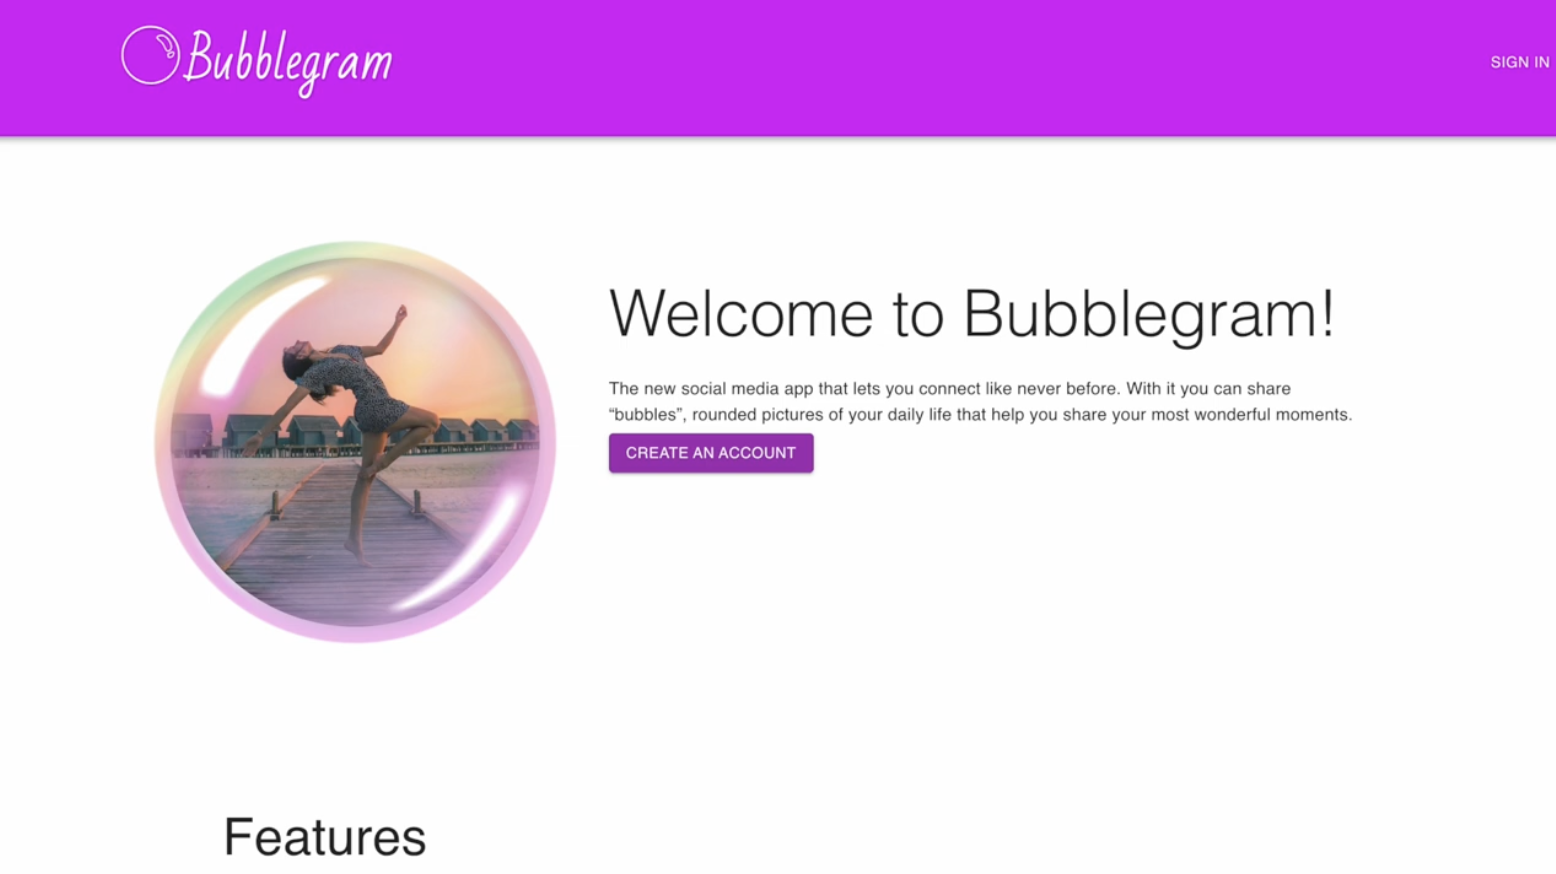 Bubblegram
SIGN IN
Welcome to Bubblegram!
The new social media app that lets you connect like never before. With it you can share
“bubbles”, rounded pictures of your daily life that help you share your most wonderful moments.
CREATE AN ACCOUNT
Features